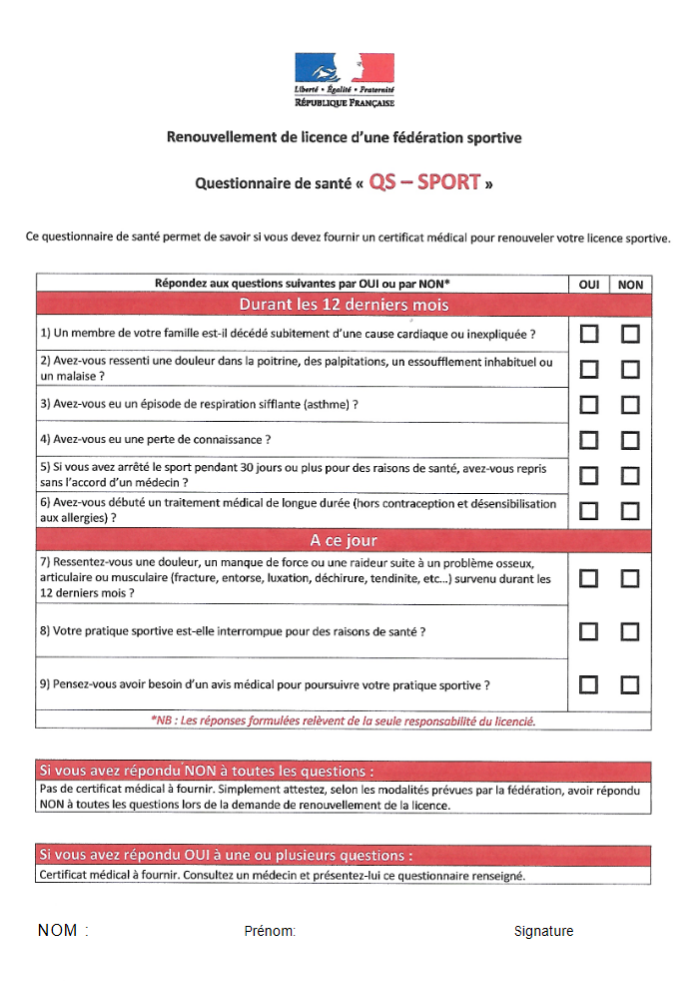 Liberté • Égalité • Fraternité
RÉPUBLIQUE FRANÇAISE
Renouvellement de licence d'une fédération sportive
Questionnaire de santé « QS – SPORT »
Ce questionnaire de santé permet de savoir si vous devez fournir un certificat médical pour renouveler votre licence sportive.
Répondez aux questions suivantes par OUI ou par NON* OUI NON
Durant les 12 derniers mois
1) Un membre de votre famille est-il décédé subitement d'une cause cardiaque ou inexpliquée ?
2) Avez-vous ressenti une douleur dans la poitrine, des palpitations, un essoufflement inhabituel ou
un malaise ?
3) Avez-vous eu un épisode de respiration sifflante (asthme) ?
4) Avez-vous eu une perte de connaissance ?
5) Si vous avez arrêté le sport pendant 30 jours ou plus pour des raisons de santé, avez-vous repris
sans l'accord d'un médecin ?
6) Avez-vous débuté un traitement médical de longue durée (hors contraception et désensibilisation
aux allergies) ?
A ce jour
7) Ressentez-vous une douleur, un manque de force ou une raideur suite à un problème osseux,
articulaire ou musculaire (fracture, entorse, luxation, déchirure, tendinite, etc...) survenu durant les
12 derniers mois ?
8) Votre pratique sportive est-elle interrompue pour des raisons de santé ?
9) Pensez-vous avoir besoin d'un avis médical pour poursuivre votre pratique sportive ?
*NB : Les réponses formulées relèvent de la seule responsabilité du licencié.
Si vous avez répondu NON à toutes les questions :
Pas de certificat médical à fournir. Simplement attestez, selon les modalités prévues par la fédération, avoir répondu
NON à toutes les questions lors de la demande de renouvellement de la licence.
Si vous avez répondu OUI à une ou plusieurs questions :
Certificat médical à fournir. Consultez un médecin et présentez-lui ce questionnaire renseigné.
NOM : Prénom: Signature